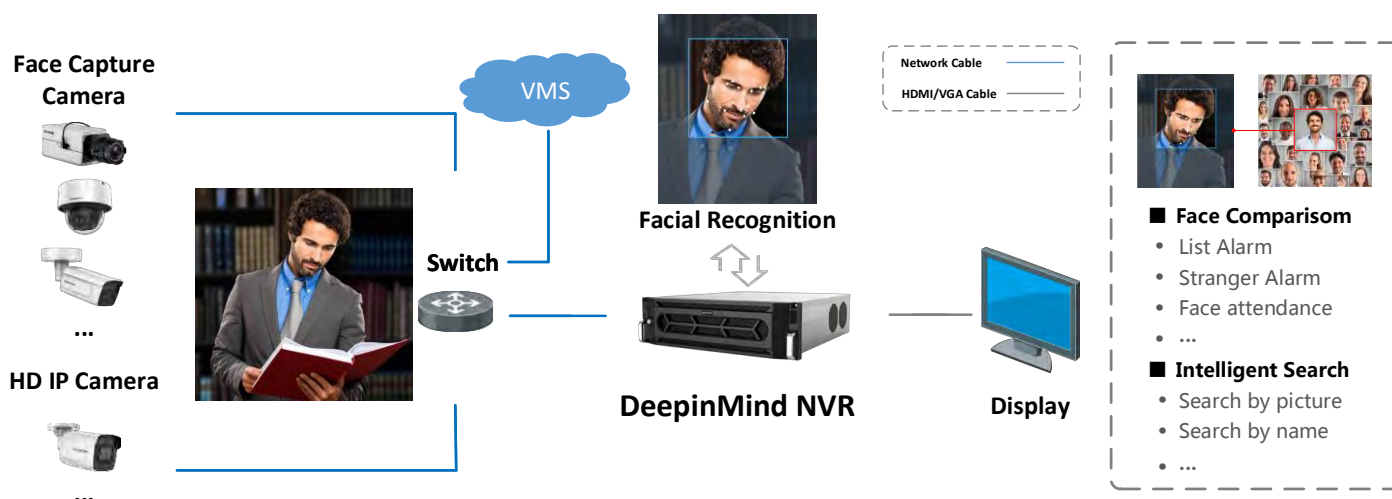 Face Capture
Camera
...
HD IP Camera
...
VMS
Switch
Facial Recognition
DeepinMind NVR
Network Cable
HDMI/VGA Cable
Display
■ Face Comparisom
• List Alarm
• Stranger Alarm
• Face attendance
• ...
■ Intelligent Search
• Search by picture
• Search by name
• ...